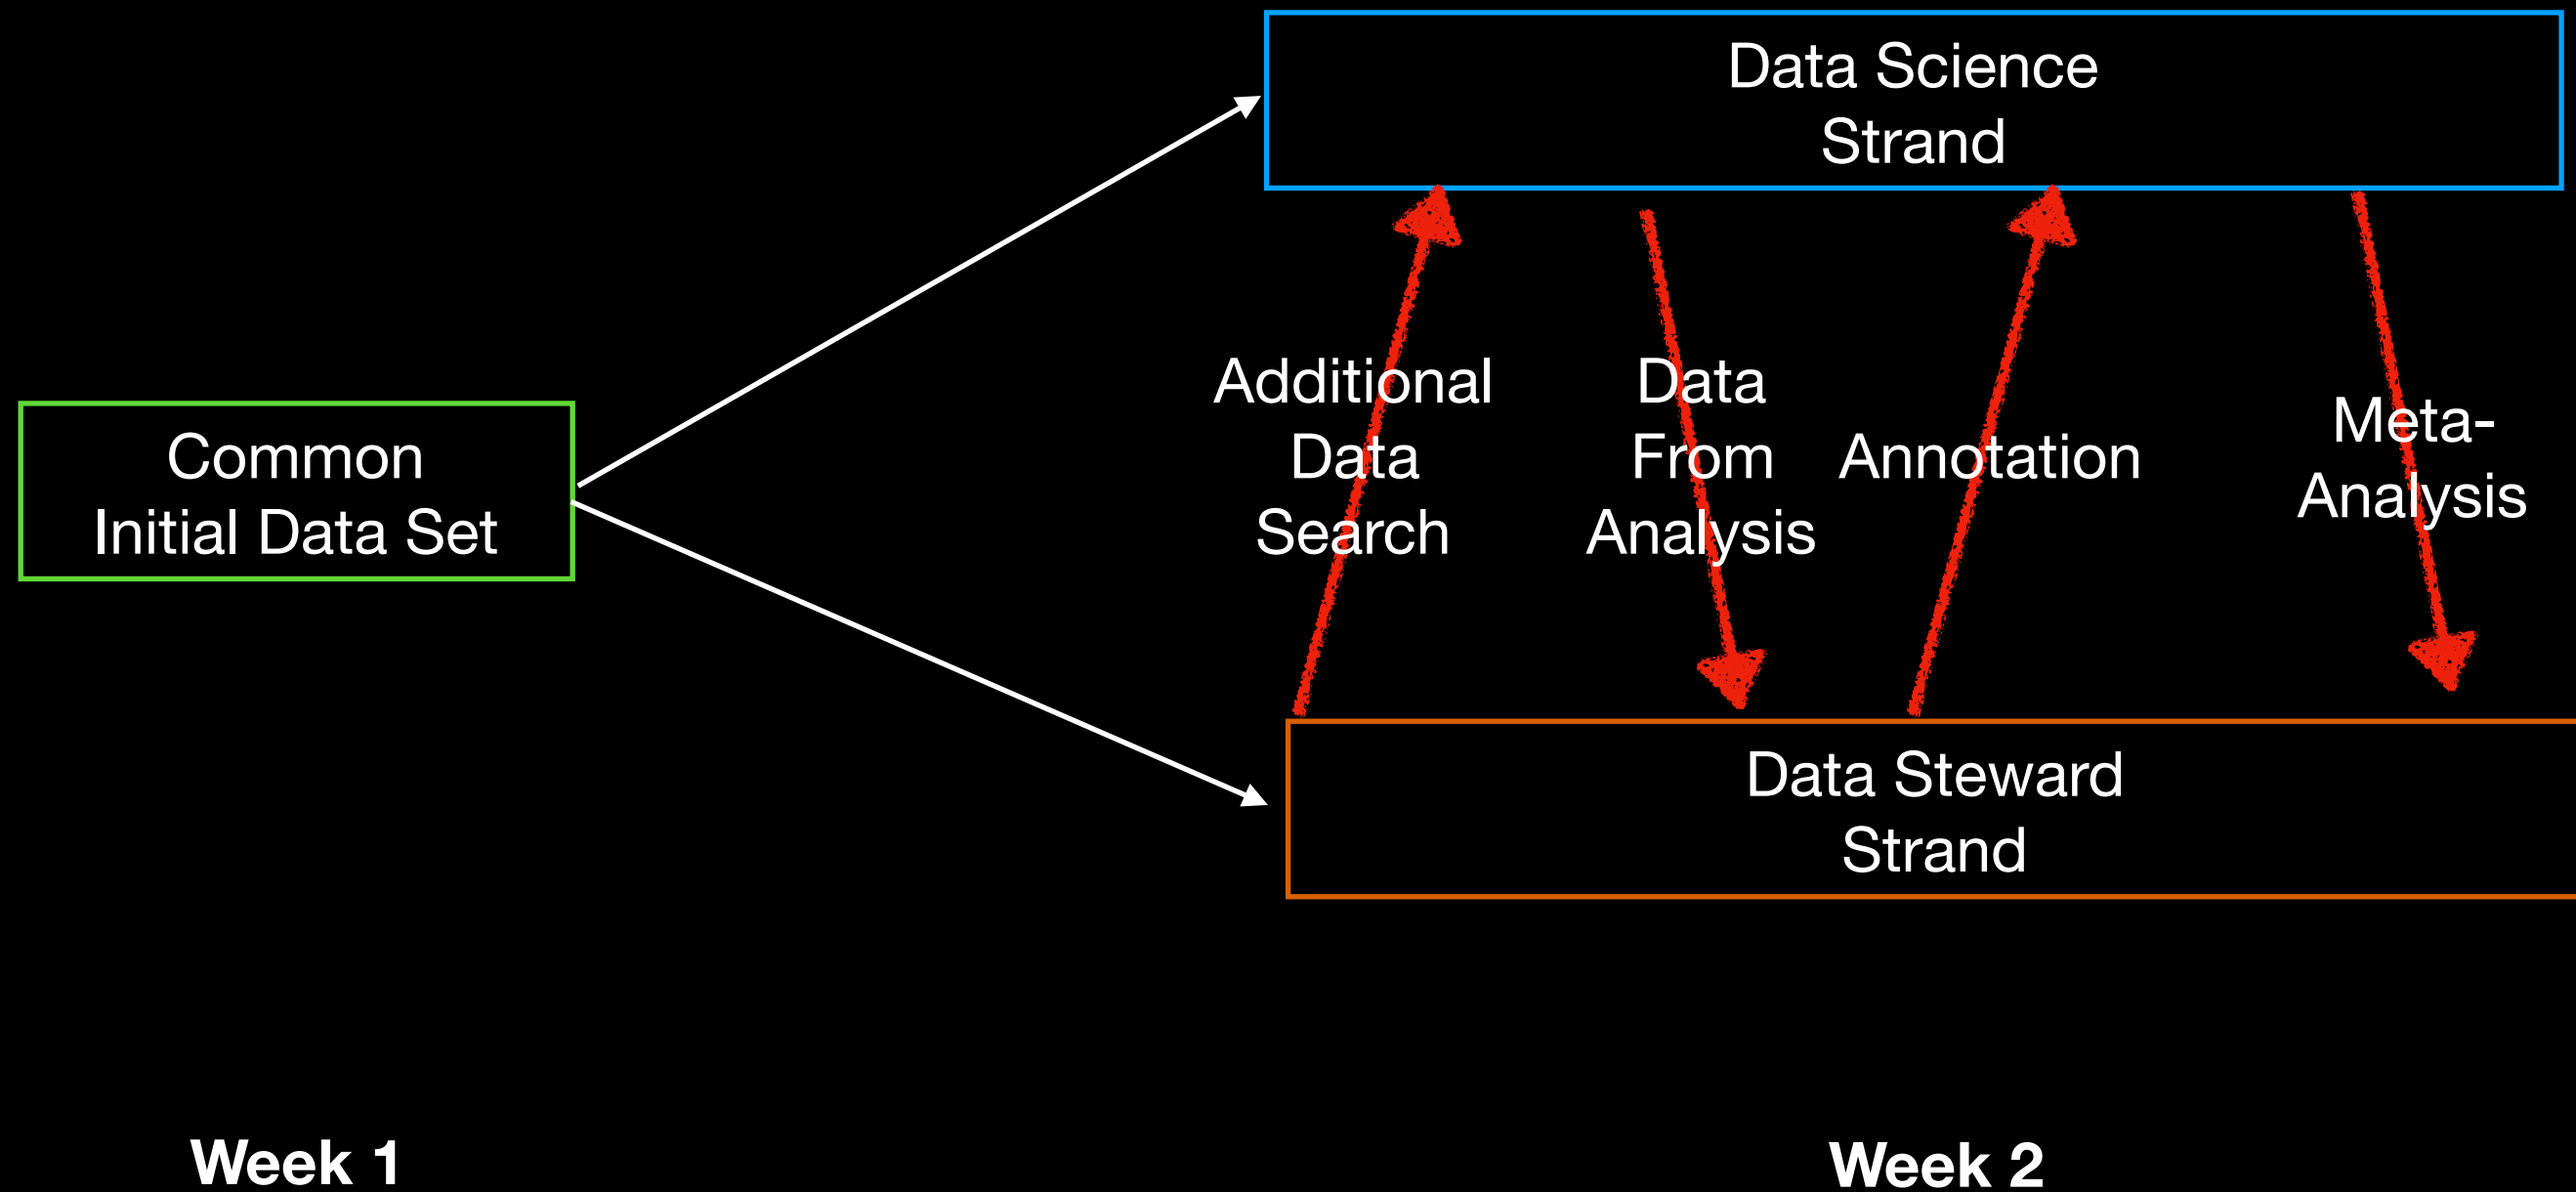 Data Science
Strand
Common
Initial Data Set
Additional
Data
Search
Data
From
Analysis
Annotation
Meta-
Analysis
Data Steward
Strand
Week 1
Week 2